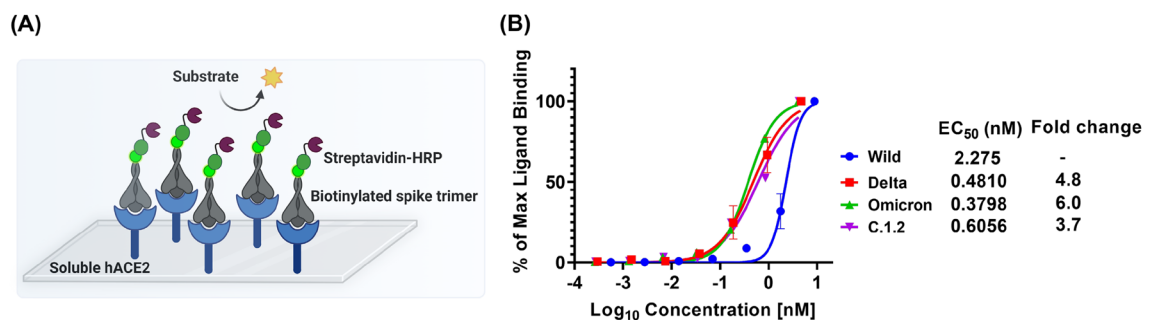 (A)
Substrate
Streptavidin-HRP
Biotinylated spike trimer
Soluble hACE2
(B)
% of Max Ligand Binding
100
50
0
-4 -3 -2 -1 0 1
Log10 Concentration [nM]
EC50 (nM) Fold change
Wild 2.275 -
Delta 0.4810 4.8
Omicron 0.3798 6.0
C.1.2 0.6056 3.7